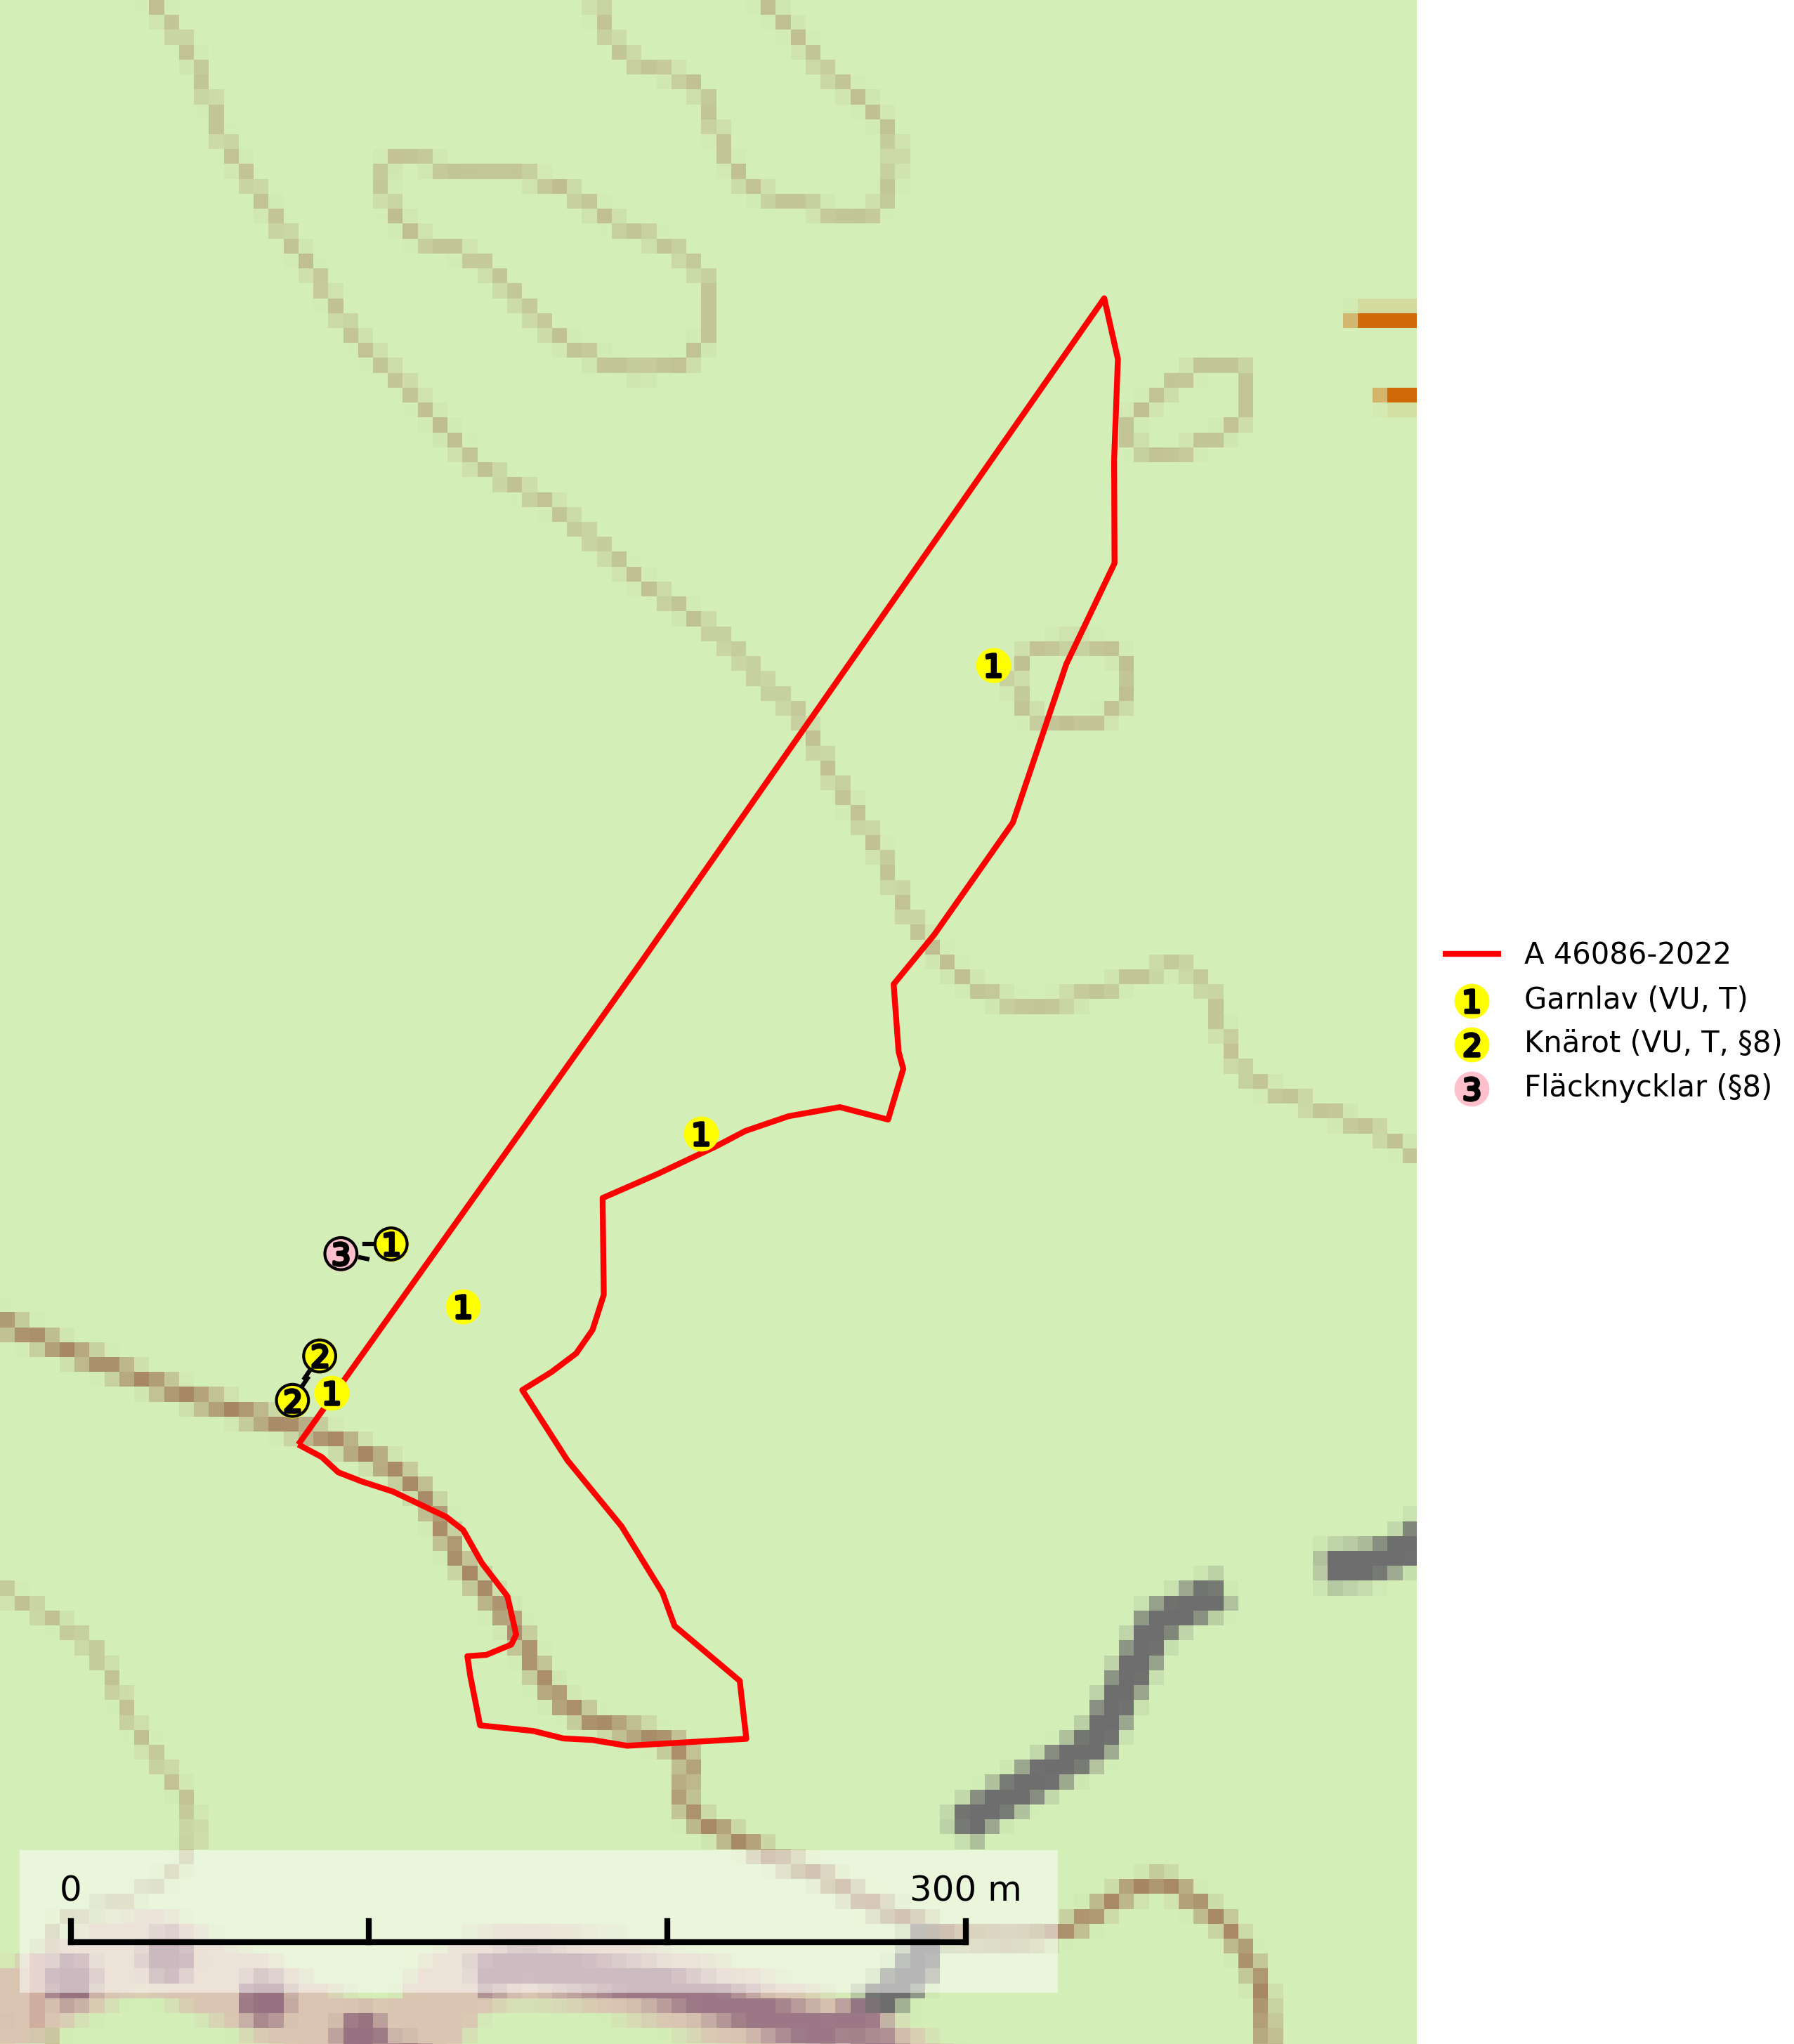 1
1
3 1
1
2
2 1
0 300 m
A 46086-2022
1 Garnlav (VU, T)
2 Knärot (VU, T, §8)
3 Fläcknycklar (§8)